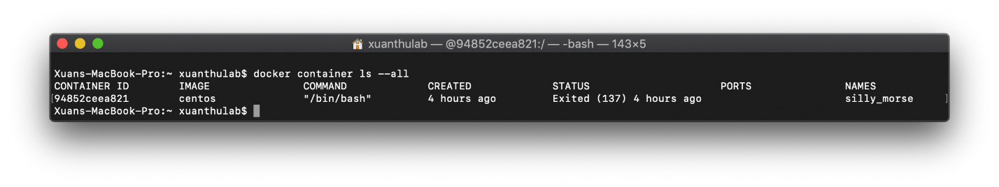 xuanthulab — @94852ceea821:/ — -bash — 143×5
Xuans-MacBook-Pro:~ xuanthulab$ docker container ls --all
CONTAINER ID IMAGE COMMAND CREATED STATUS PORTS NAMES
[94852ceea821 centos "/bin/bash" 4 hours ago Exited (137) 4 hours ago silly_morse ]
Xuans-MacBook-Pro:~ xuanthulab$